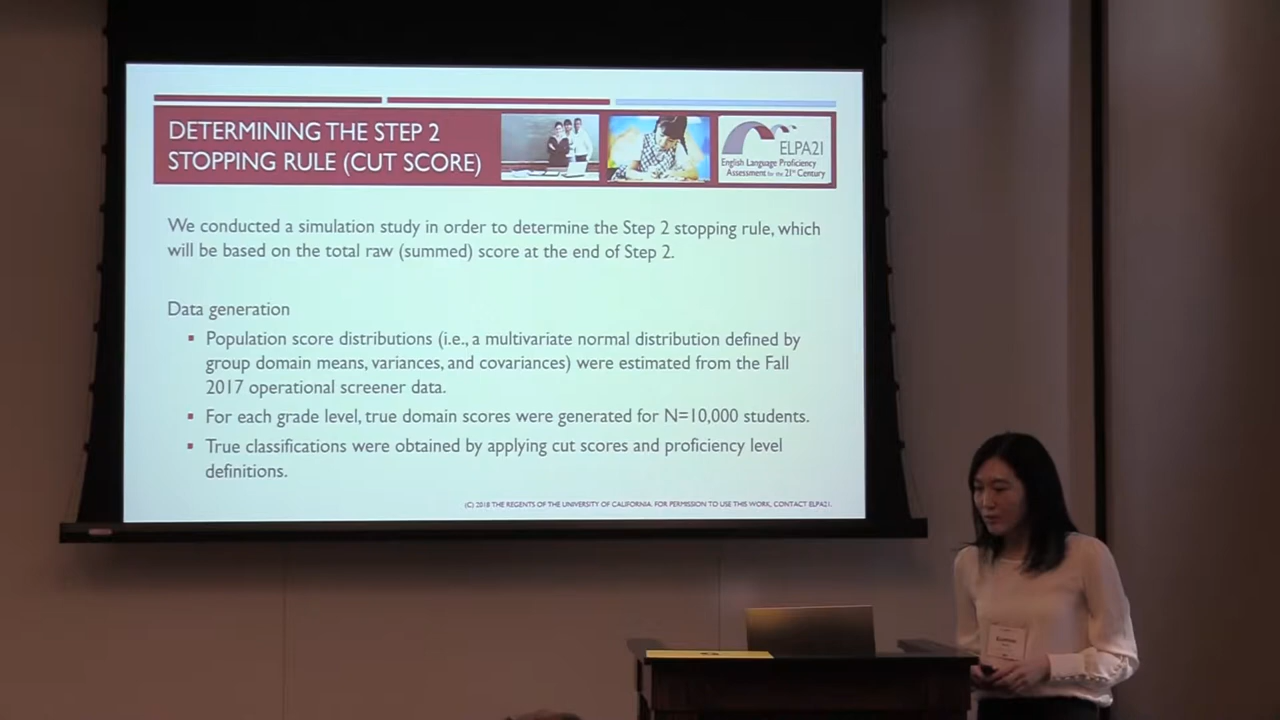 DETERMINING THE STEP 2
STOPPING RULE (CUT SCORE)
ELPA21
English Language Proficiency
Assessment for the 21st Century
We conducted a simulation study in order to determine the Step 2 stopping rule, which
will be based on the total raw (summed) score at the end of Step 2.
Data generation
▪ Population score distributions (i.e., a multivariate normal distribution defined by
group domain means, variances, and covariances) were estimated from the Fall
2017 operational screener data.
▪ For each grade level, true domain scores were generated for N=10,000 students.
▪ True classifications were obtained by applying cut scores and proficiency level
definitions.
(C) 2018 THE REGENTS OF THE UNIVERSITY OF CALIFORNIA. FOR PERMISSION TO USE THIS WORK, CONTACT ELPA21.